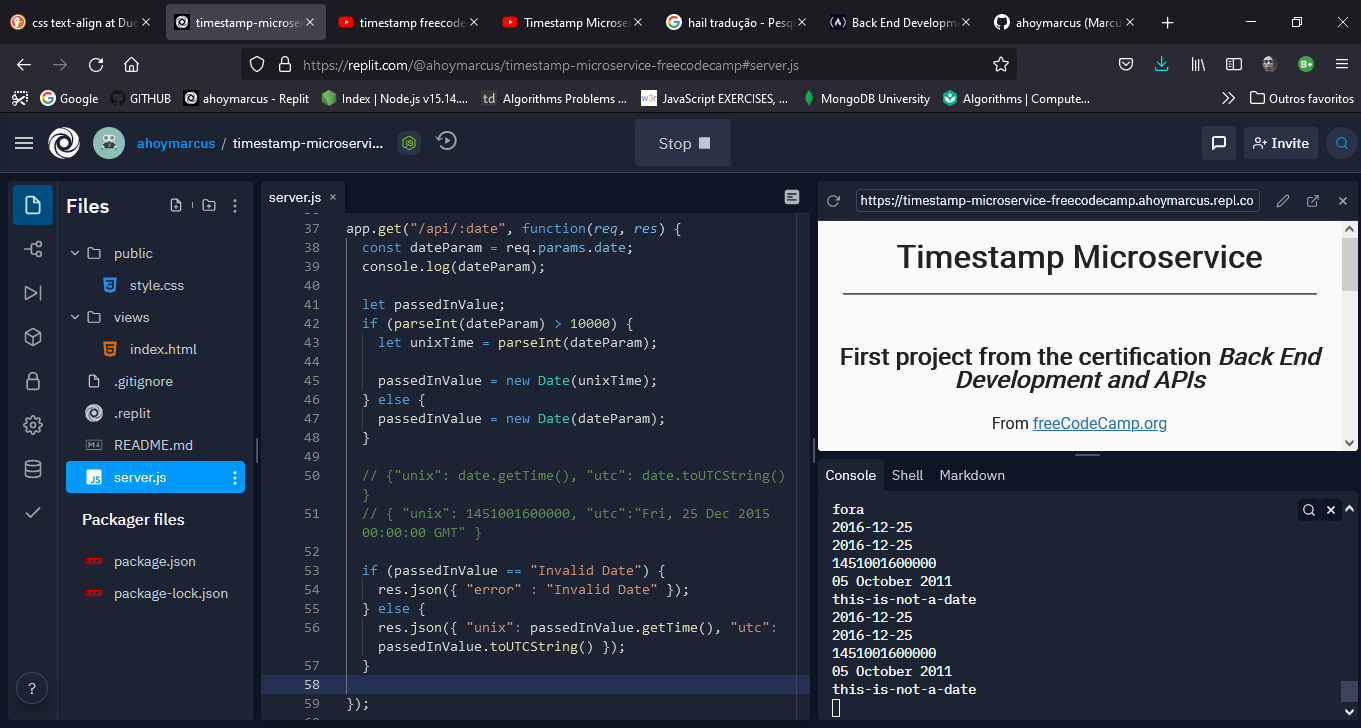 css text-align at Duc
timestamp-microser
timestamp freecode
Timestamp Microser
hail tradução - Pesq
Back End Developm
ahoymarcus (Marcu
https://replit.com/@ahoymarcus/timestamp-microservice-freecodecamp#server.js
B+
Google
GITHUB
ahoymarcus - Replit
Index | Node.js v15.14....
td Algorithms Problems ...
w3r JavaScript EXERCISES, ...
MongoDB University
Algorithms | Compute...
Outros favoritos
ahoymarcus / timestamp-microservi...
Stop
Invite
Files
public
style.css
views
index.html
.gitignore
.replit
README.md
JS server.js
Packager files
package.json
package-lock.json
?
server.js
37 app.get("/api/:date", function(req, res) {
38 const dateParam = req.params.date;
39 console.log(dateParam);
40
41 let passedInValue;
42 if (parseInt(dateParam) > 10000) {
43 let unixTime = parseInt(dateParam);
44
45 passedInValue = new Date(unixTime);
46 } else {
47 passedInValue = new Date(dateParam);
48 }
49
50 // {"unix": date.getTime(), "utc": date.toUTCString()
}
51 // { "unix": 1451001600000, "utc":"Fri, 25 Dec 2015
00:00:00 GMT" }
52
53 if (passedInValue == "Invalid Date") {
54 res.json({ "error" : "Invalid Date" });
55 } else {
56 res.json({ "unix": passedInValue.getTime(), "utc":
passedInValue.toUTCString() });
57 }
58
59 });
https://timestamp-microservice-freecodecamp.ahoymarcus.repl.co
Timestamp Microservice
First project from the certification Back End
Development and APIs
From freeCodeCamp.org
Console
Shell
Markdown
fora
2016-12-25
2016-12-25
1451001600000
05 October 2011
this-is-not-a-date
2016-12-25
2016-12-25
1451001600000
05 October 2011
this-is-not-a-date